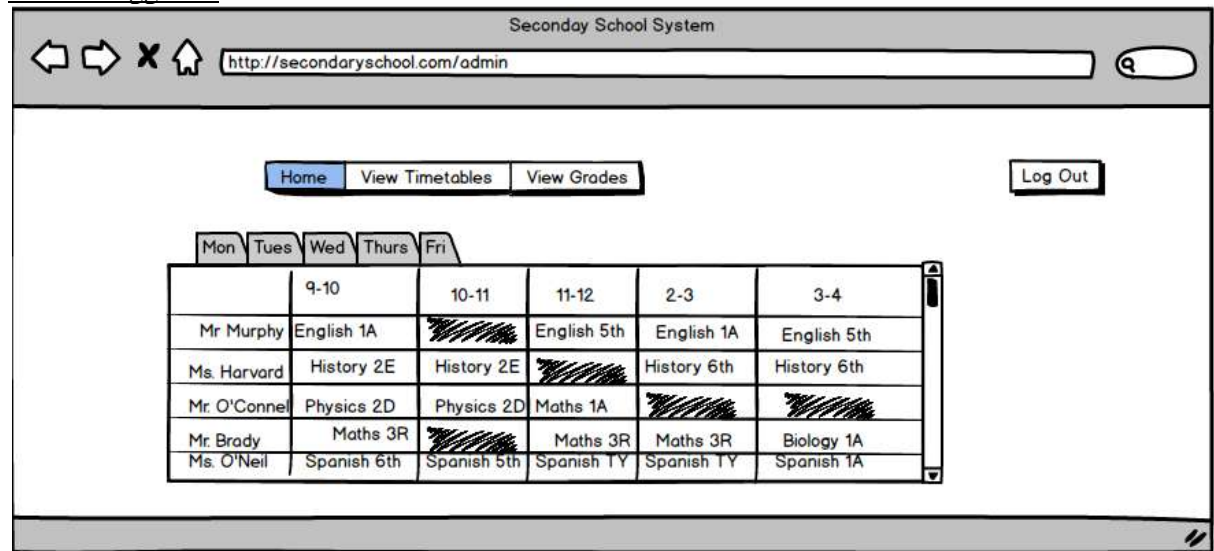 Seconday School System
http://secondaryschool.com/admin
Home View Timetables View Grades Log Out
Mon Tues Wed Thurs Fri
9-10 10-11 11-12 2-3 3-4
Mr Murphy English 1A English 5th English 1A English 5th
Ms. Harvard History 2E History 2E History 6th History 6th
Mr. O'Connel Physics 2D Physics 2D Maths 1A
Mr. Brady Maths 3R Maths 3R Maths 3R Biology 1A
Ms. O'Neil Spanish 6th Spanish 5th Spanish TY Spanish TY Spanish 1A